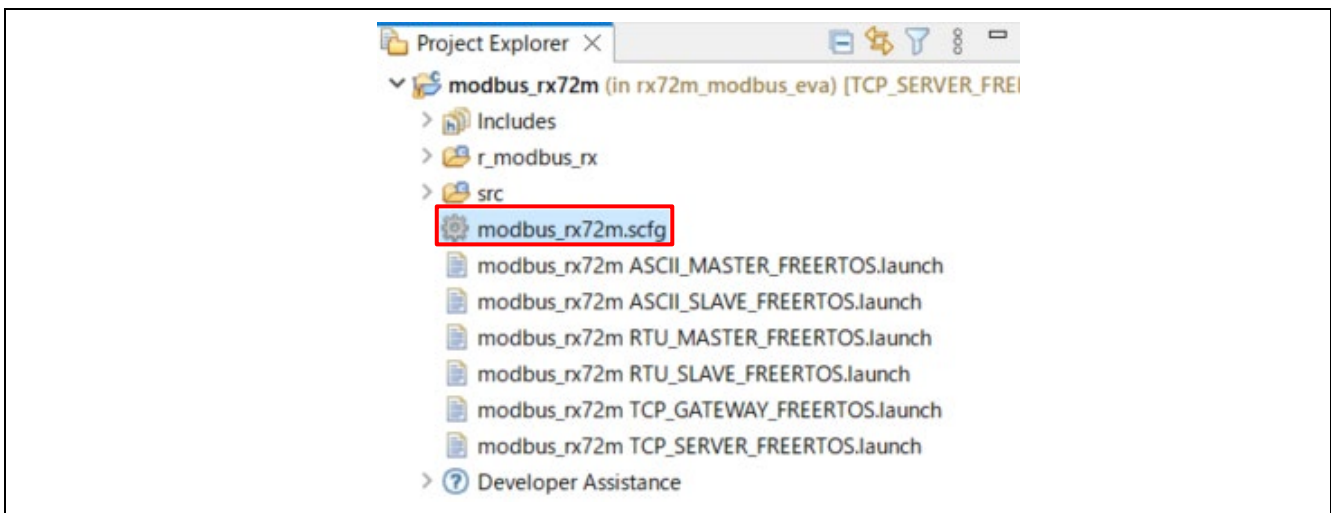 Project Explorer
modbus_rx72m (in rx72m_modbus_eva) [TCP_SERVER_FREI
Includes
r_modbus_rx
src
modbus_rx72m.scfg
modbus_rx72m ASCII_MASTER_FREERTOS.launch
modbus_rx72m ASCII_SLAVE_FREERTOS.launch
modbus_rx72m RTU_MASTER_FREERTOS.launch
modbus_rx72m RTU_SLAVE_FREERTOS.launch
modbus_rx72m TCP_GATEWAY_FREERTOS.launch
modbus_rx72m TCP_SERVER_FREERTOS.launch
Developer Assistance